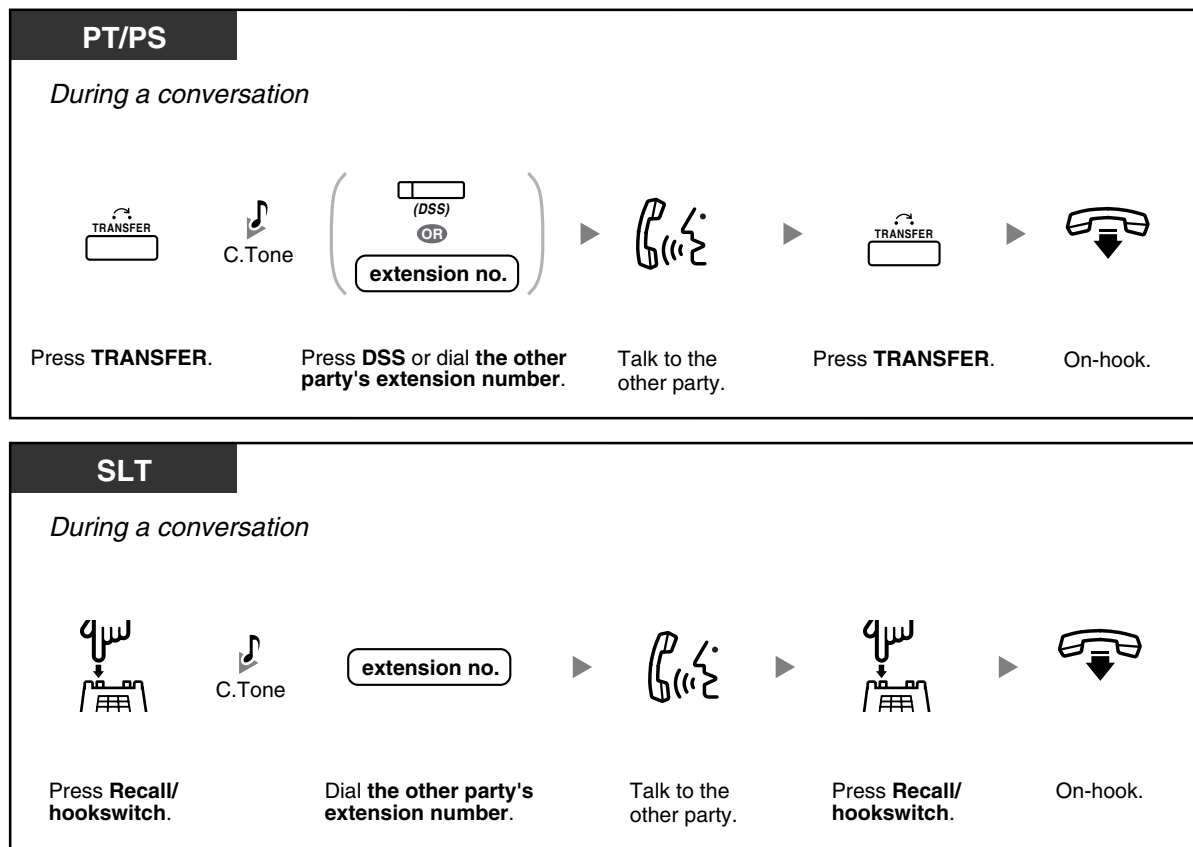 PT/PS
During a conversation
TRANSFER
C.Tone
(DSS)
OR
extension no.
TRANSFER
Press TRANSFER.
Press DSS or dial the other
party's extension number.
Talk to the
other party.
Press TRANSFER.
On-hook.
SLT
During a conversation
C.Tone
extension no.
Press Recall/
hookswitch.
Dial the other party's
extension number.
Talk to the
other party.
Press Recall/
hookswitch.
On-hook.